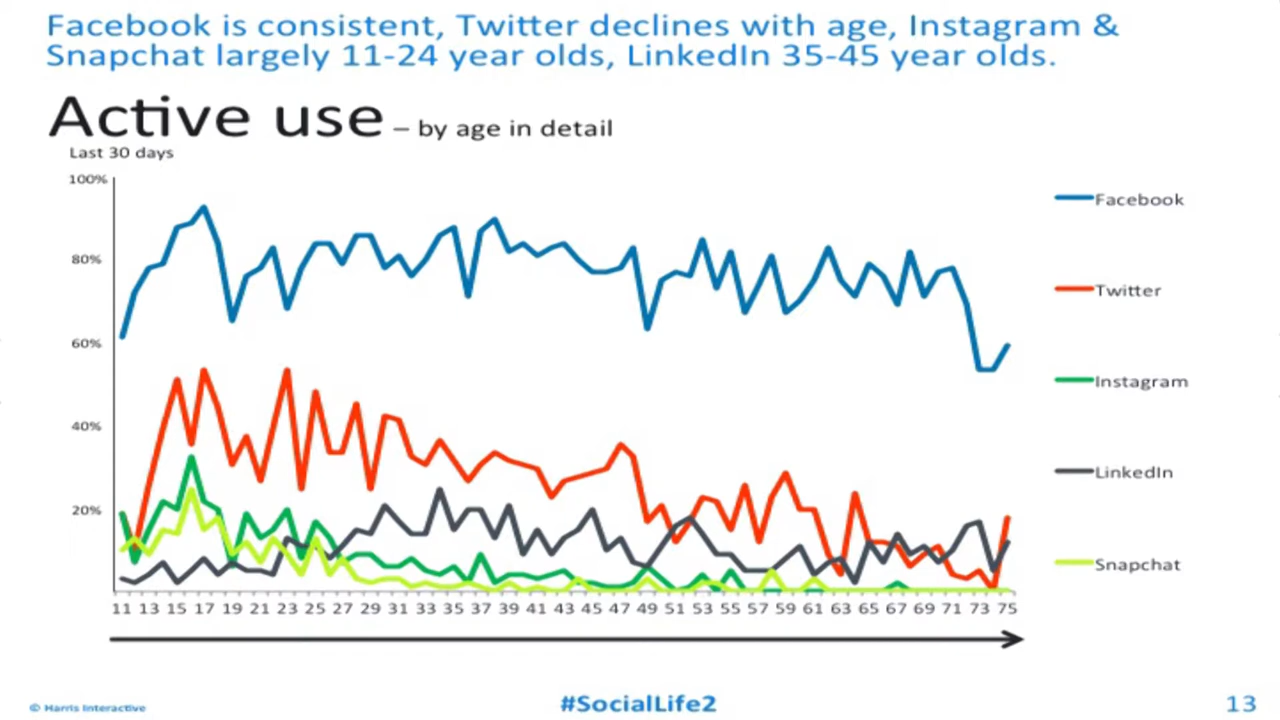 Facebook is consistent, Twitter declines with age, Instagram &
Snapchat largely 11-24 year olds, LinkedIn 35-45 year olds.
Active use – by age in detail
Last 30 days
100%
80%
60%
40%
20%
11 13 15 17 19 21 23 25 27 29 31 33 35 37 39 41 43 45 47 49 51 53 55 57 59 61 63 65 67 69 71 73 75
Facebook
Twitter
Instagram
LinkedIn
Snapchat
© Harris Interactive
#SocialLife2
13